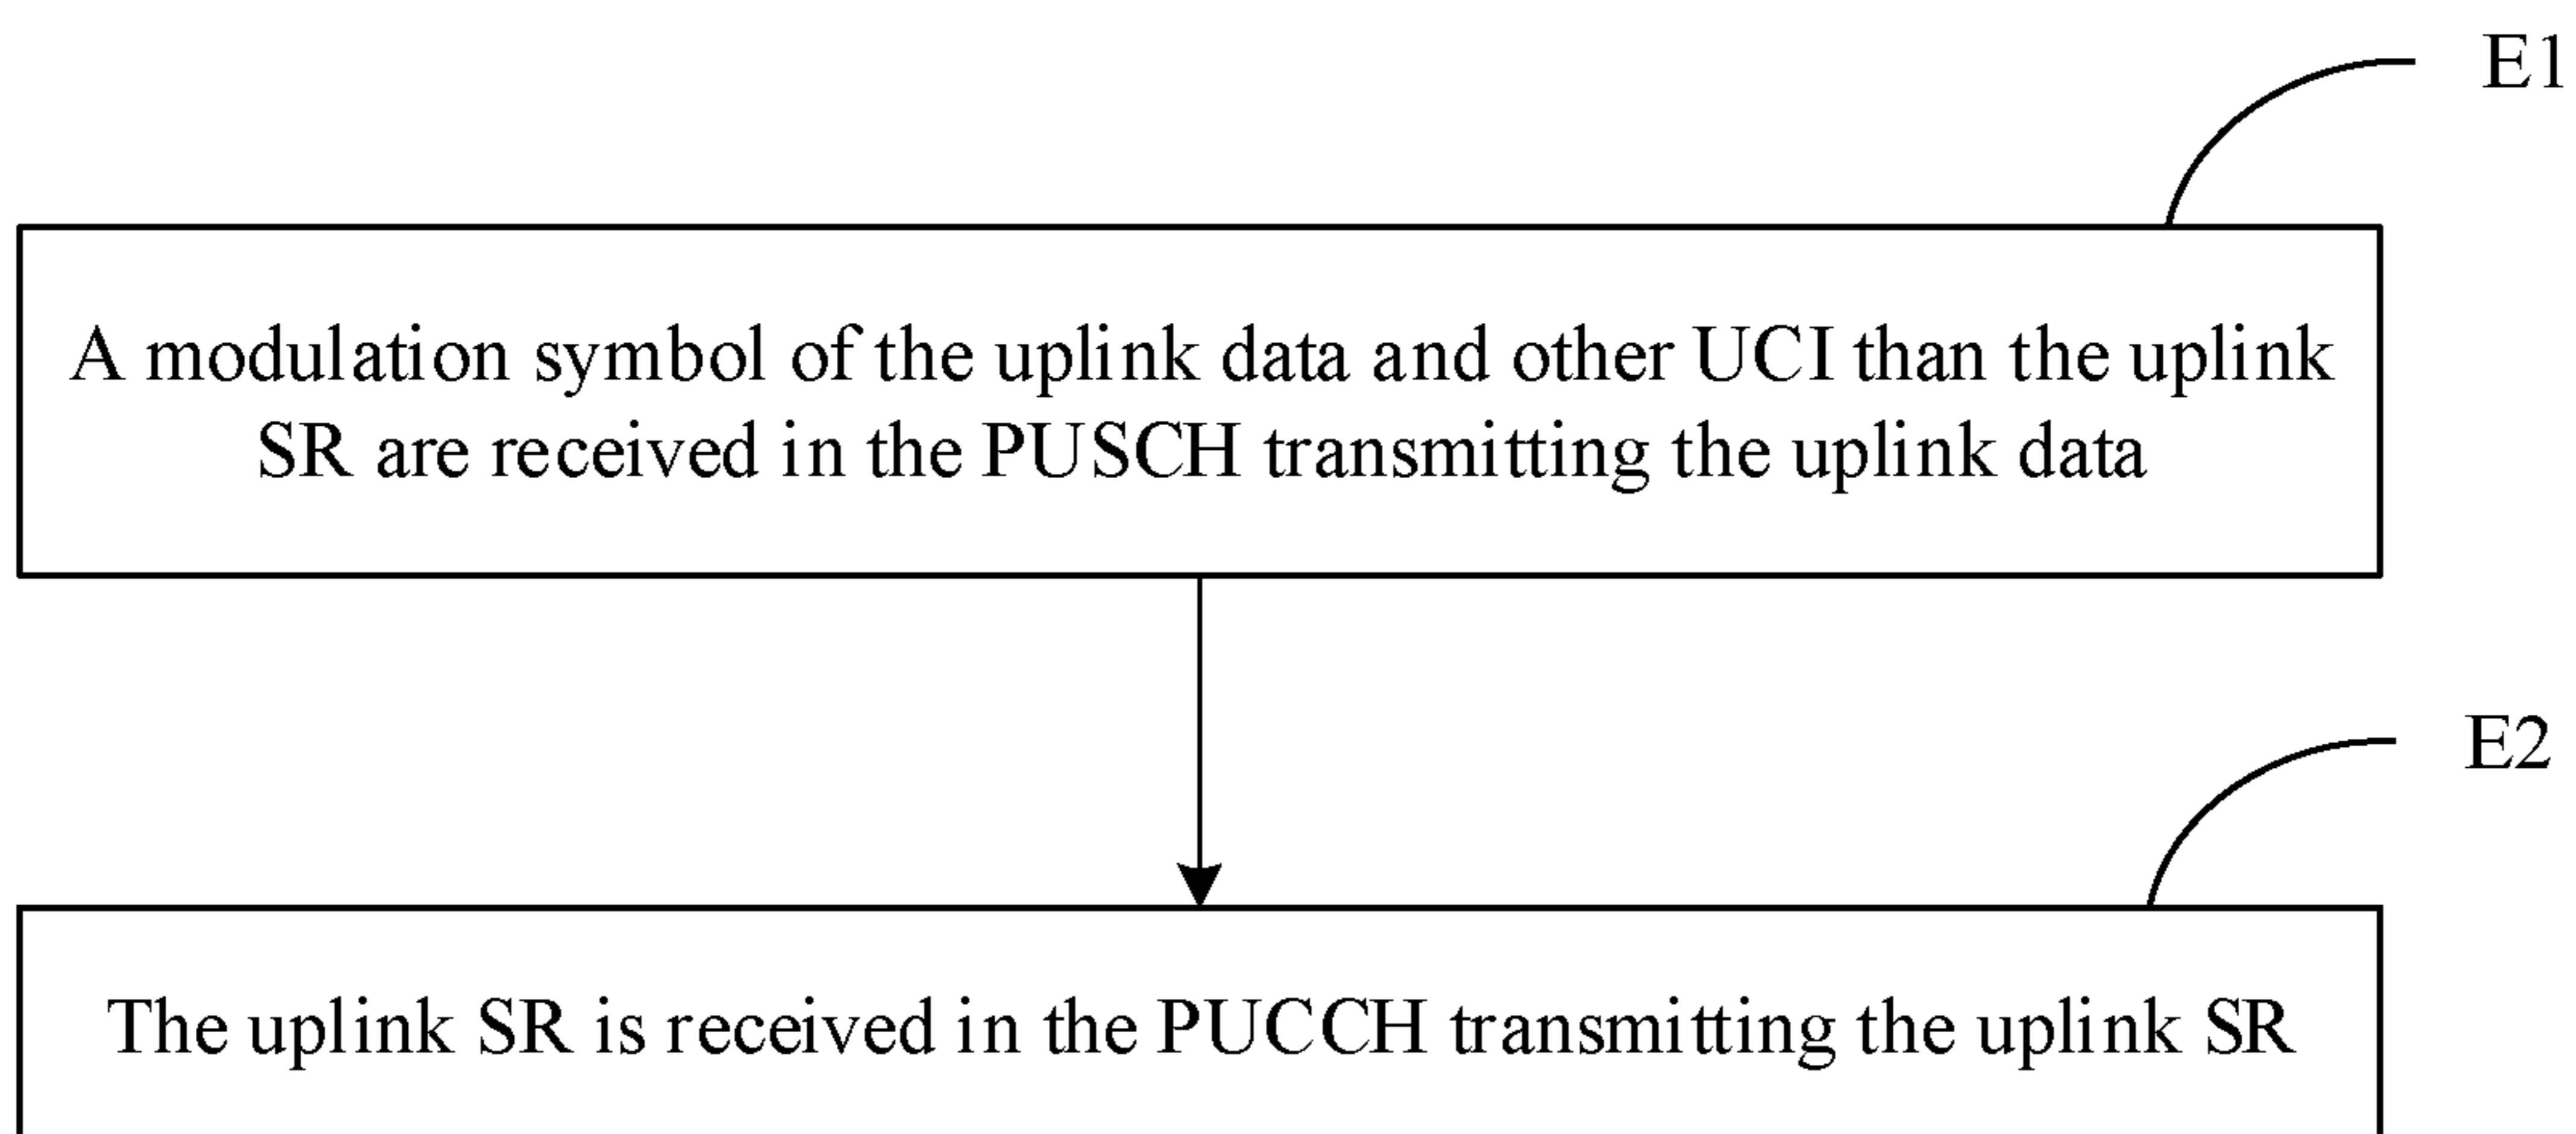 E1
A modulation symbol of the uplink data and other UCI than the uplink
SR are received in the PUSCH transmitting the uplink data
E2
The uplink SR is received in the PUCCH transmitting the uplink SR